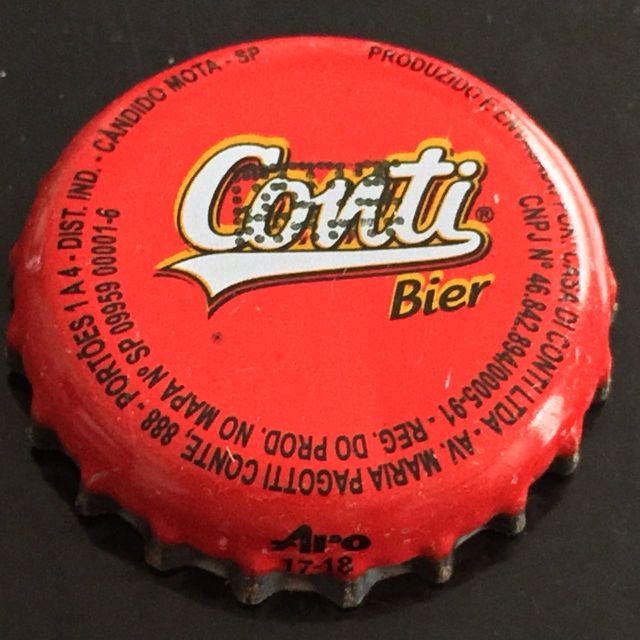 PRODUZIDO E POR CASA DI CONTI LTDA - AV. MARIA PAGOTTI CONTE, 888 - PORTÕES 1 A 4 - DIST. IND. - CÂNDIDO MOTA - SP
CNPJ Nº 46.842.894/0005-91 - REG. DO PROD. NO MAPA Nº SP 09959 00001-6
Conti®
Bier
Aro
17-18